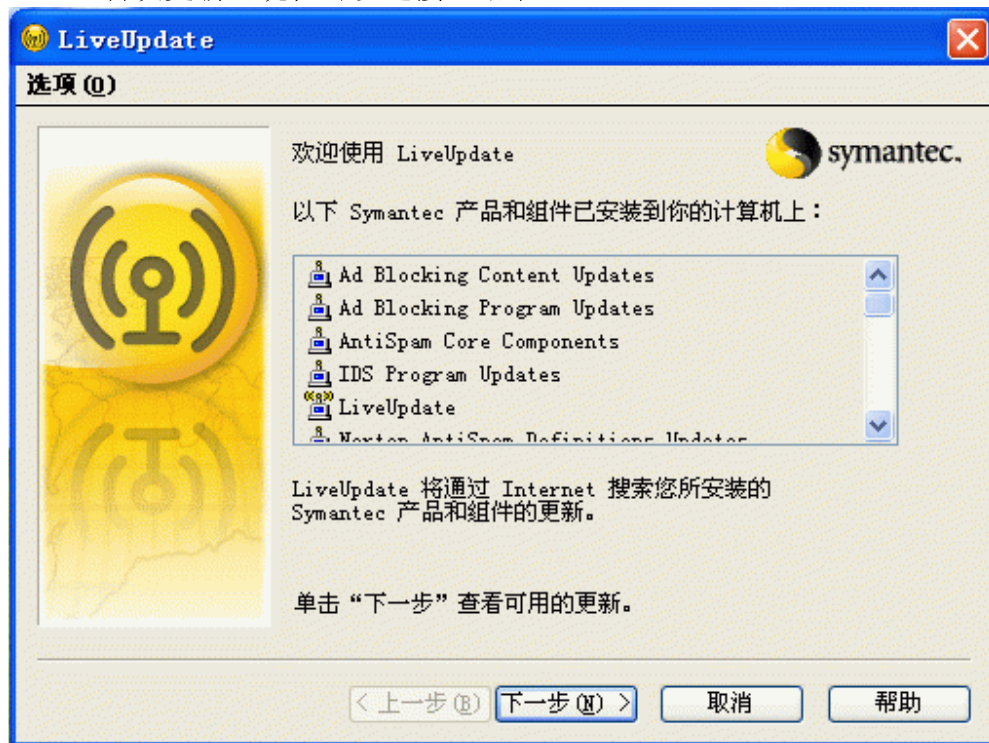 LiveUpdate
选项(O)
欢迎使用 LiveUpdate
symantec.
以下 Symantec 产品和组件已安装到你的计算机上：
Ad Blocking Content Updates
Ad Blocking Program Updates
AntiSpam Core Components
IDS Program Updates
LiveUpdate
Norton AntiSpam Definitions Updates
LiveUpdate 将通过 Internet 搜索您所安装的
Symantec 产品和组件的更新。
单击“下一步”查看可用的更新。
< 上一步(B) 下一步(N) > 取消 帮助